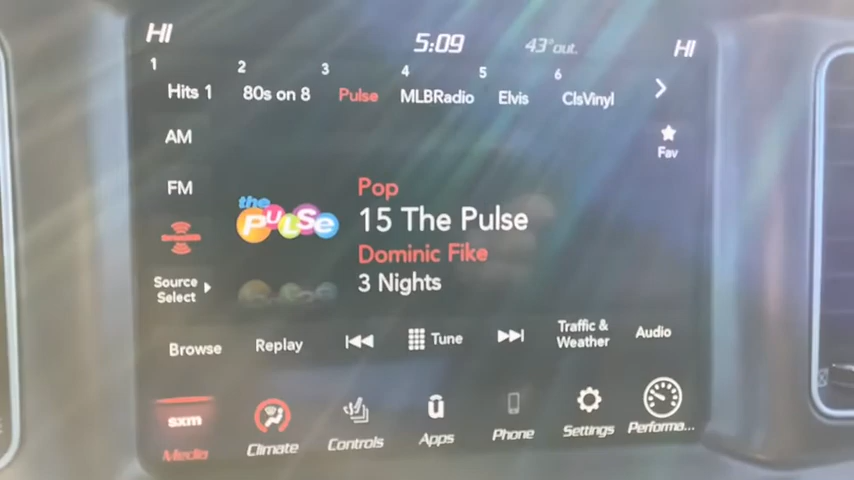 HI 5:09 43° out. HI
1 2 3 4 5 6
Hits 1 80s on 8 Pulse MLBRadio Elvis ClsVinyl
AM
Fav
FM
Pop
the
PULSE
15 The Pulse
Dominic Fike
3 Nights
Source
Select
Browse Replay Tune Traffic &
Weather Audio
sxm
Media Climate Controls Apps Phone Settings Performa...